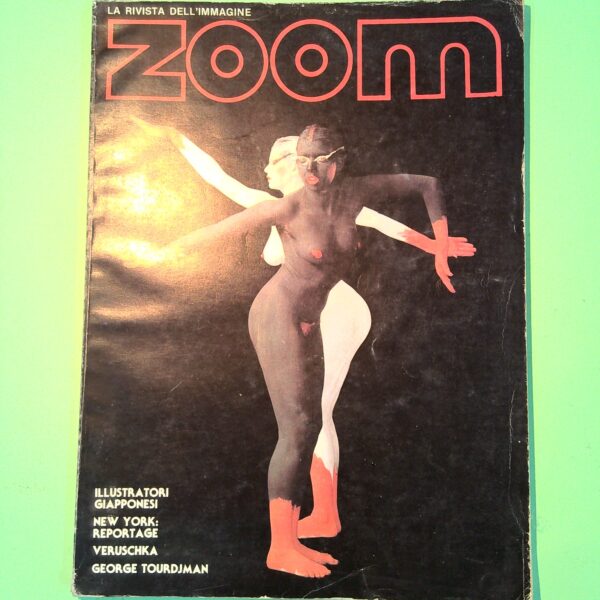 LA RIVISTA DELL'IMMAGINE
zoom
ILLUSTRATORI
GIAPPONESI
NEW YORK:
REPORTAGE
VERUSCHKA
GEORGE TOURDJMAN